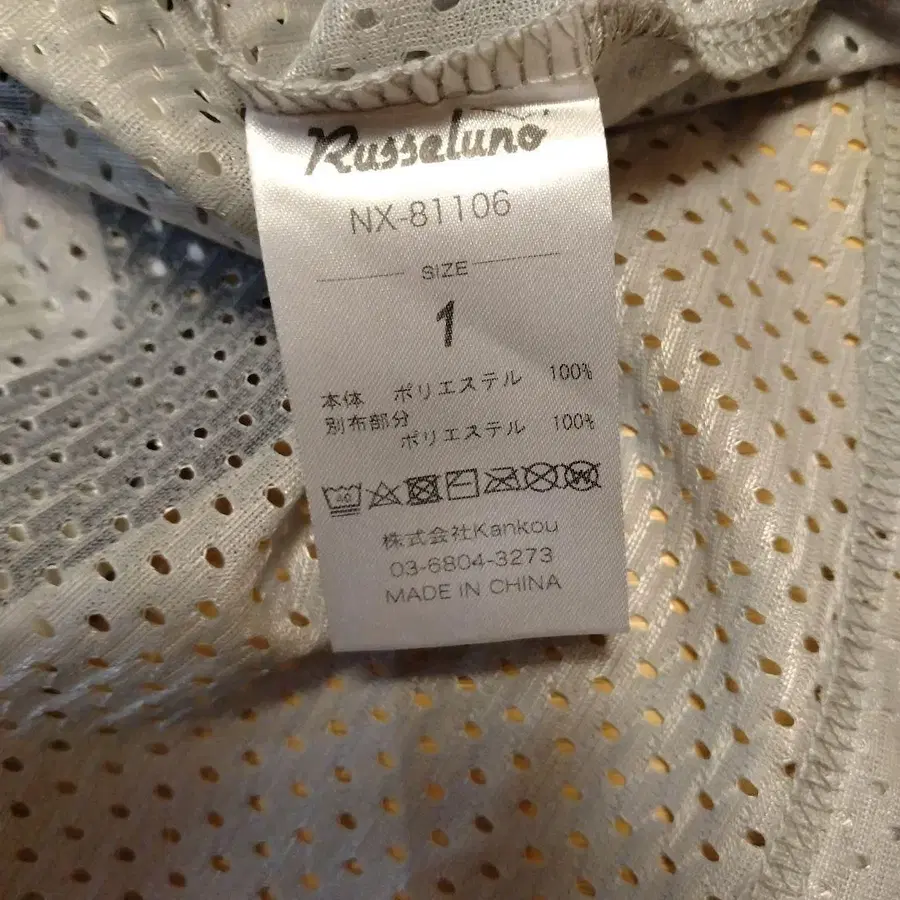 Russeluno
NX-81106
SIZE
1
本体 ポリエステル 100%
別布部分
ポリエステル 100%
40
株式会社Kankou
03-6804-3273
MADE IN CHINA